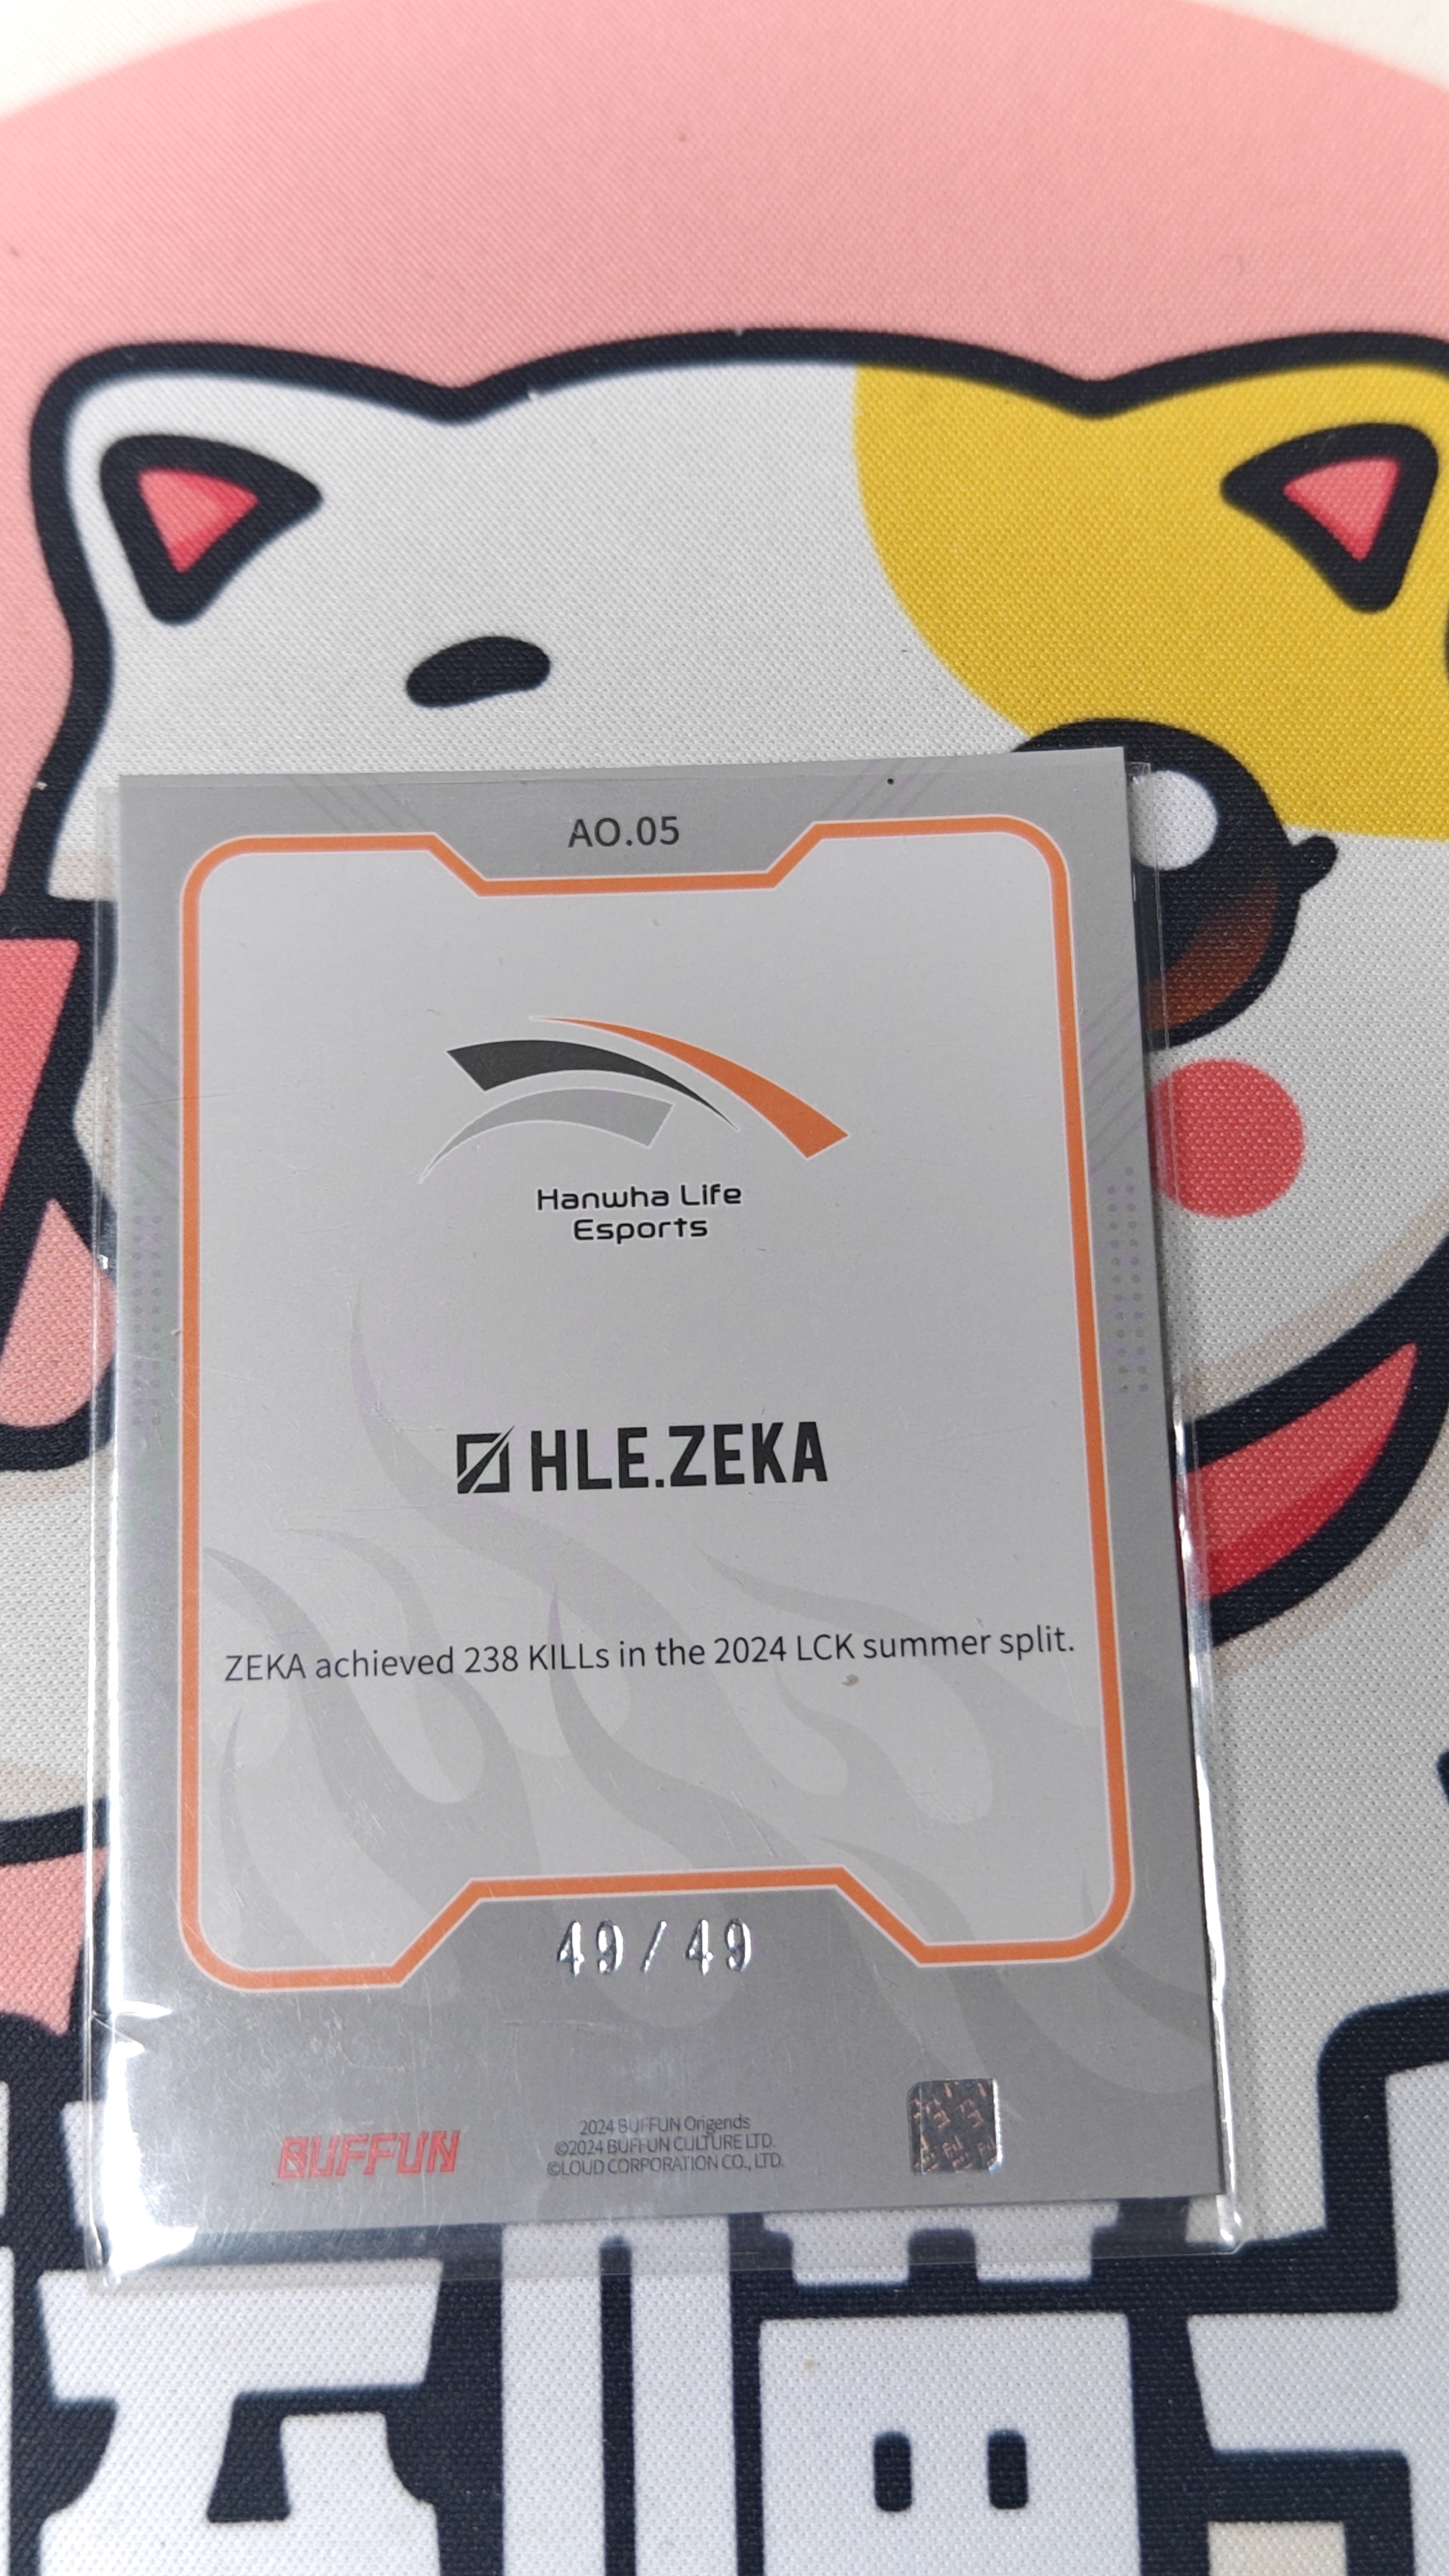 AO.05
Hanwha Life
Esports
HLE.ZEKA
ZEKA achieved 238 KILLs in the 2024 LCK summer split.
49/49
BUFFUN
2024 BUFFUN Origends
©2024 BUFFUN CULTURE LTD.
©LOUD CORPORATION CO., LTD.